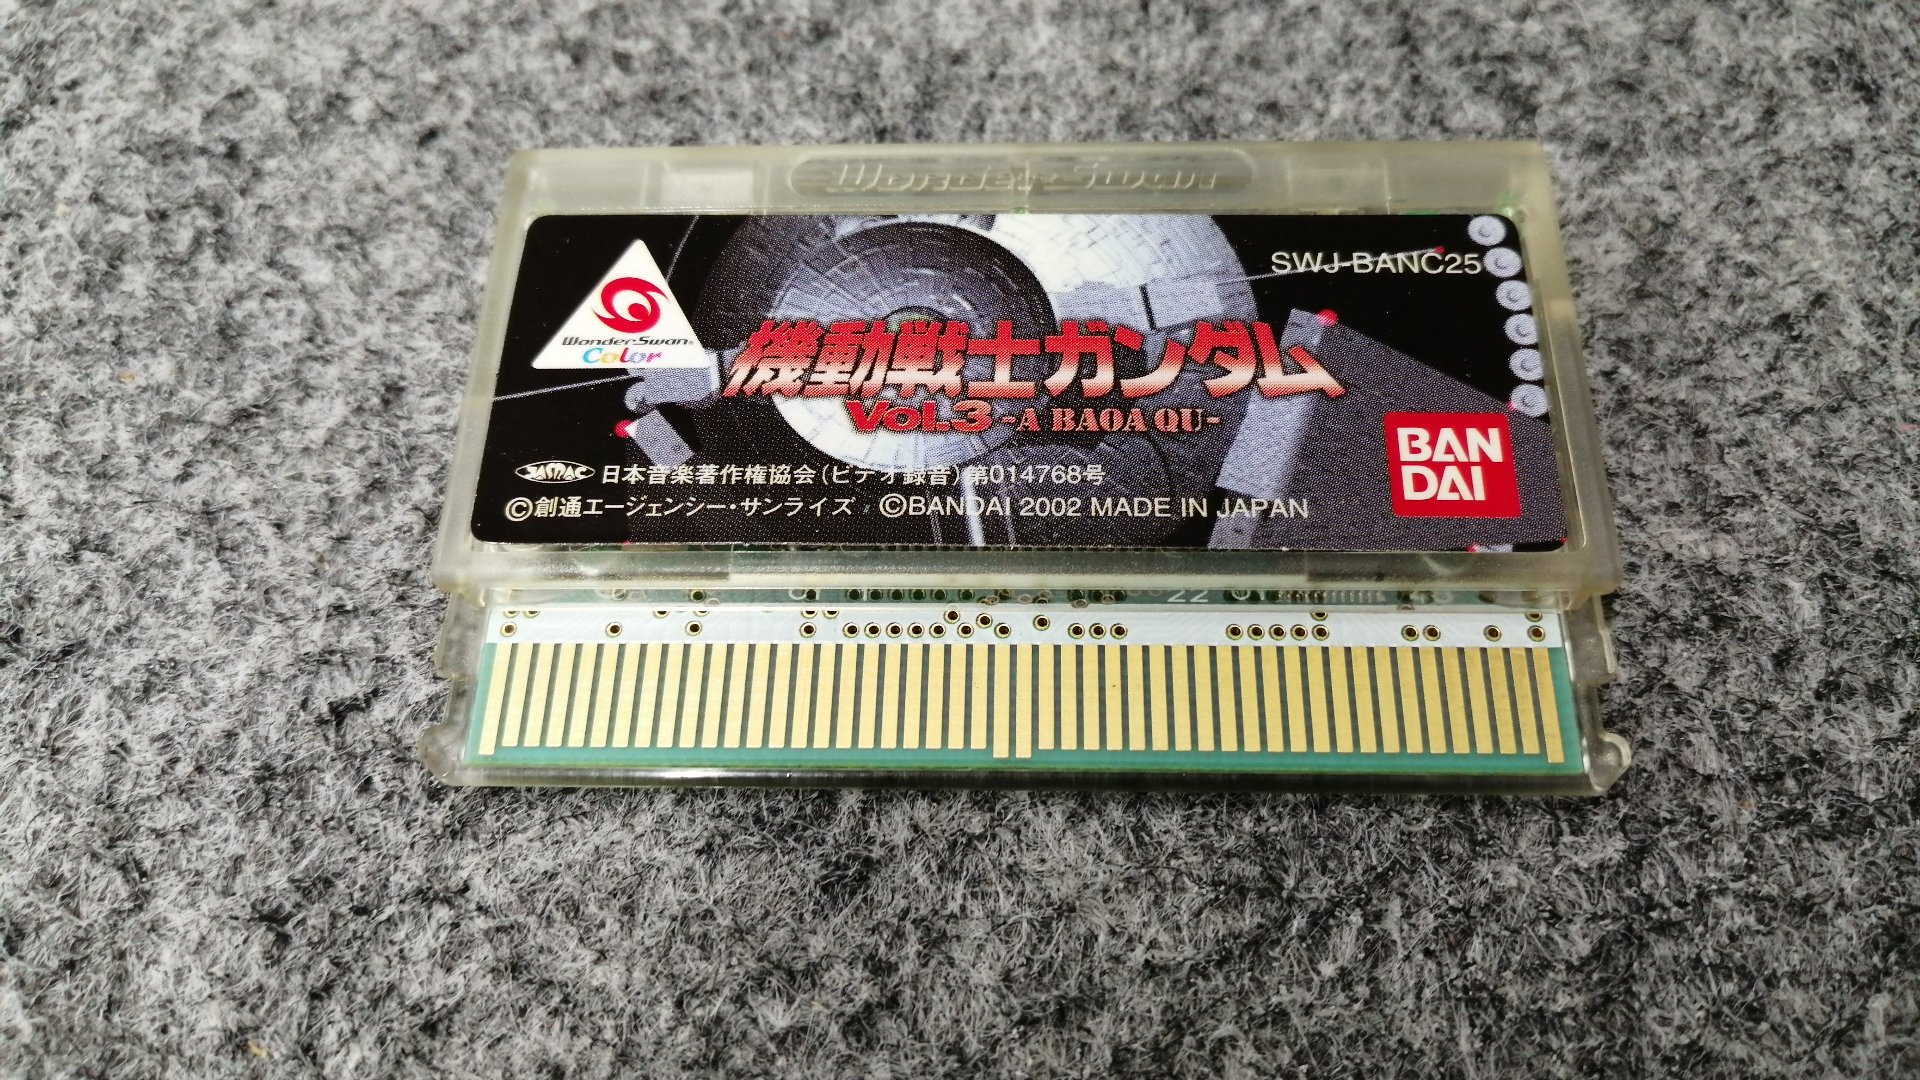 WonderSwan
SWJ-BANC25
WonderSwan®
Color
機動戦士ガンダム
Vol.3 -A BAOA QU-
BAN
DAI
JASRAC 日本音楽著作権協会(ビデオ録音)第014768号
©創通エージェンシー・サンライズ ©BANDAI 2002 MADE IN JAPAN
22